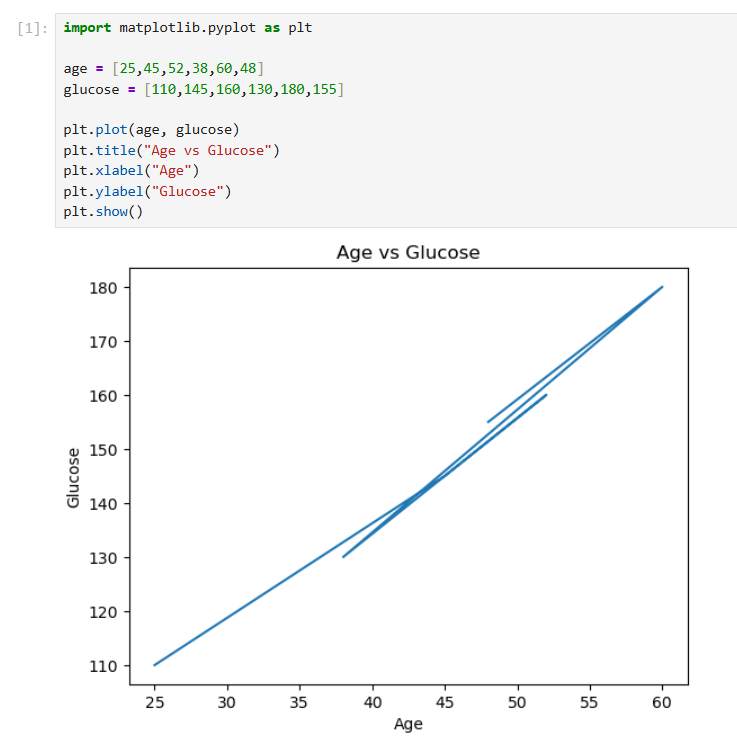 [1]: import matplotlib.pyplot as plt
age = [25,45,52,38,60,48]
glucose = [110,145,160,130,180,155]
plt.plot(age, glucose)
plt.title("Age vs Glucose")
plt.xlabel("Age")
plt.ylabel("Glucose")
plt.show()
Age vs Glucose
180
170
160
150
140
130
120
110
Glucose
25 30 35 40 45 50 55 60
Age